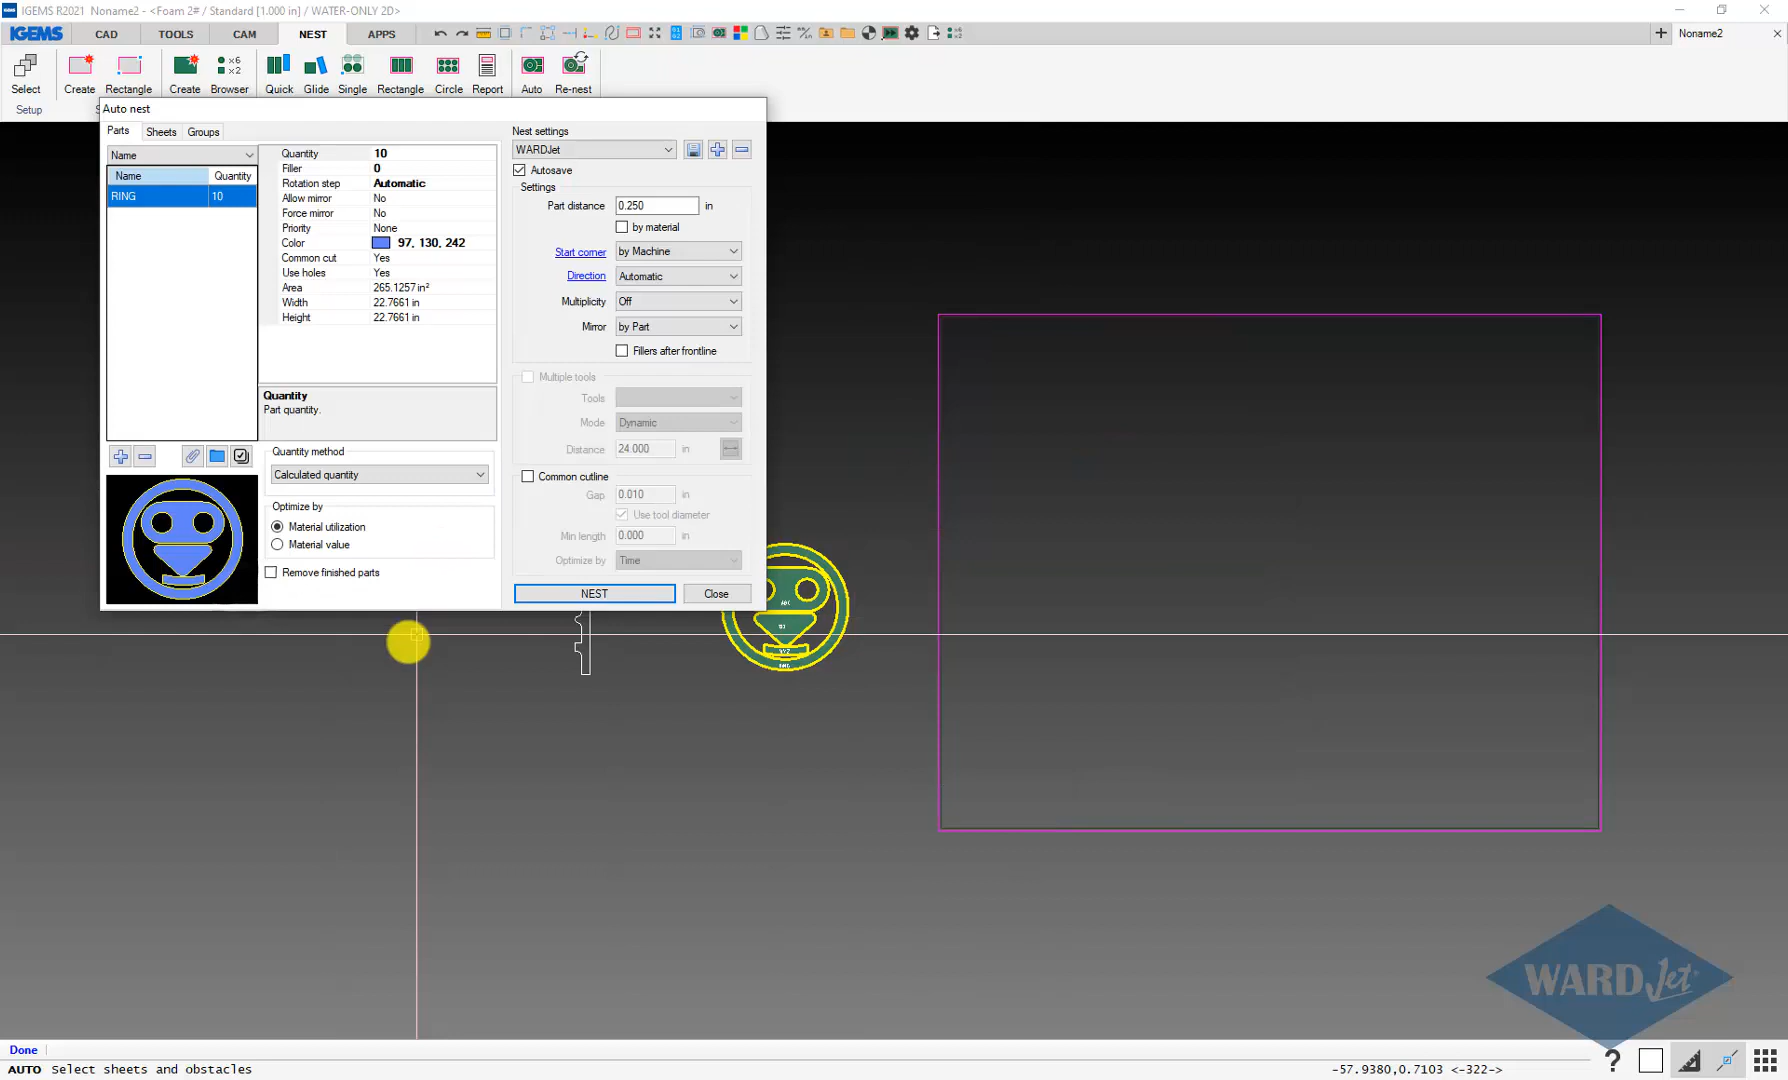 IGEMS R2021 Noname2 - <Foam 2# / Standard [1.000 in] / WATER-ONLY 2D>
IGEMS CAD TOOLS CAM NEST APPS
Noname2
x6
x2
Select Create Rectangle Create Browser Quick Glide Single Rectangle Circle Report Auto Re-nest
Setup
Auto nest
Parts Sheets Groups
Name
Name Quantity
RING 10
Quantity 10
Filler 0
Rotation step Automatic
Allow mirror No
Force mirror No
Priority None
Color 97, 130, 242
Common cut Yes
Use holes Yes
Area 265.1257 in²
Width 22.7661 in
Height 22.7661 in
Quantity
Part quantity.
Quantity method
Calculated quantity
Optimize by
Material utilization
Material value
Remove finished parts
Nest settings
WARDJet
Autosave
Settings
Part distance 0.250 in
by material
Start corner by Machine
Direction Automatic
Multiplicity Off
Mirror by Part
Fillers after frontline
Multiple tools
Tools
Mode Dynamic
Distance 24.000 in
Common cutline
Gap 0.010 in
Use tool diameter
Min length 0.000 in
Optimize by Time
NEST Close
ABC
XYZ
RING
WARDJet®
Done
AUTO Select sheets and obstacles
-57.9380,0.7103 <-322->